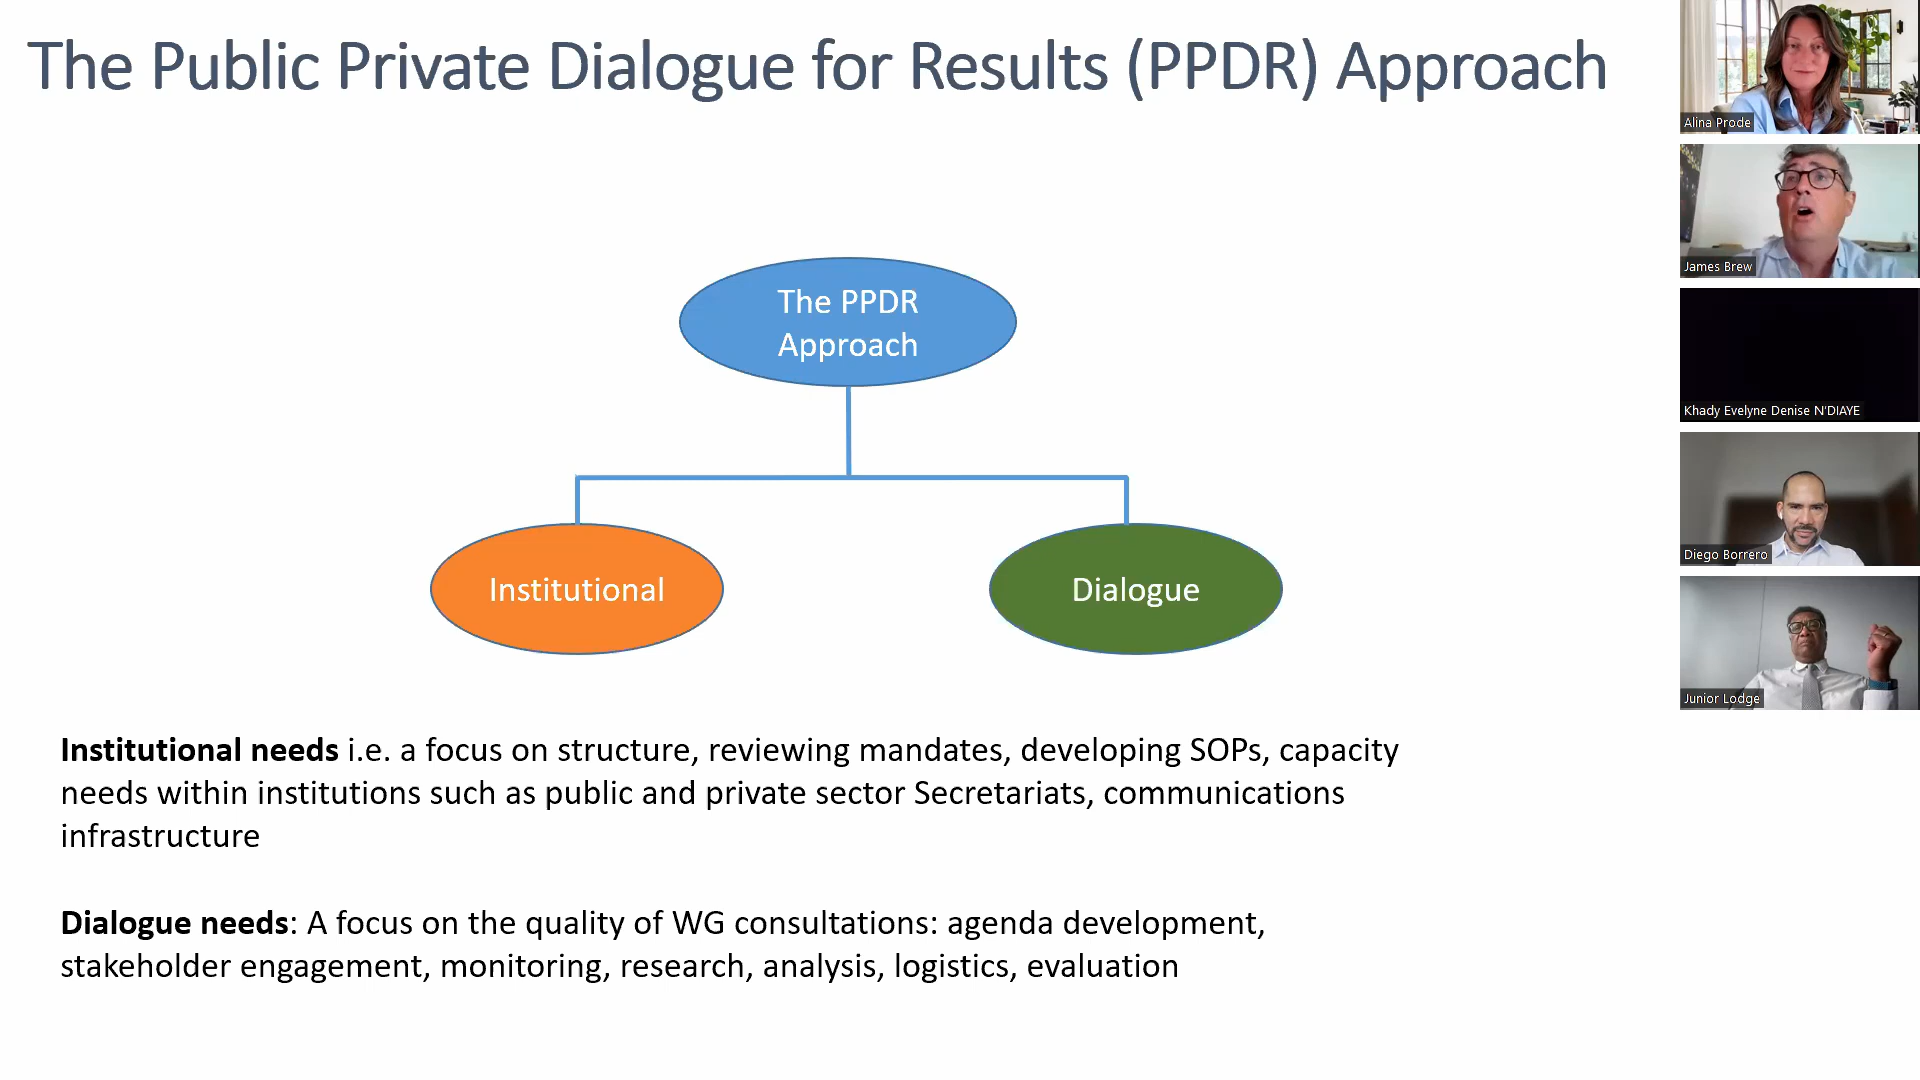 The Public Private Dialogue for Results (PPDR) Approach
The PPDR
Approach
Institutional
Dialogue
Institutional needs i.e. a focus on structure, reviewing mandates, developing SOPs, capacity
needs within institutions such as public and private sector Secretariats, communications
infrastructure
Dialogue needs: A focus on the quality of WG consultations: agenda development,
stakeholder engagement, monitoring, research, analysis, logistics, evaluation
Alina Prode
James Brew
Khady Evelyne Denise N'DIAYE
Diego Borrero
Junior Lodge